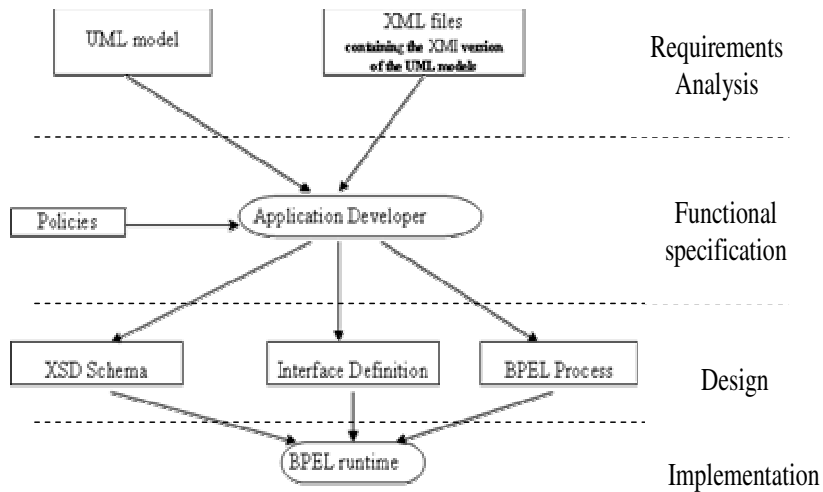 UML model
XML files
containing the XMI version
of the UML models
Requirements
Analysis
Policies
Application Developer
Functional
specification
XSD Schema
Interface Definition
BPEL Process
Design
BPEL runtime
Implementation